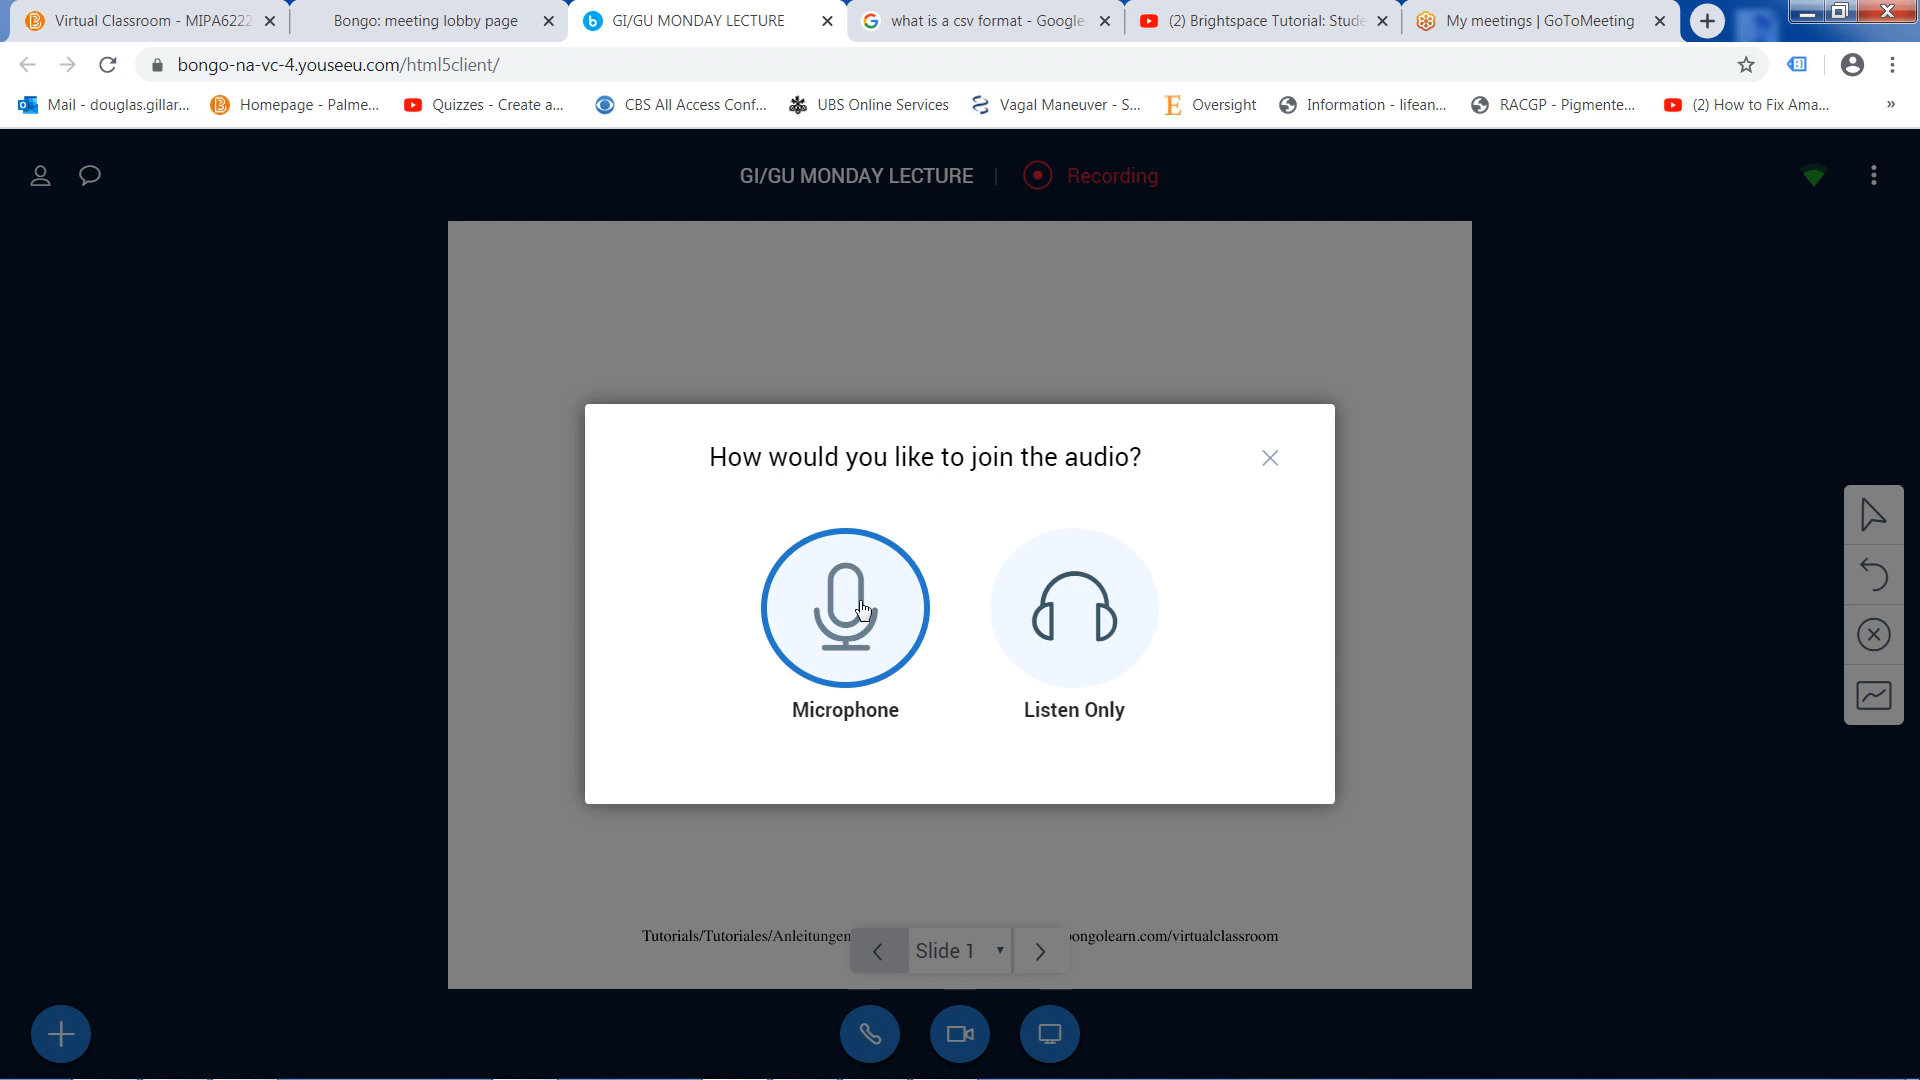 Virtual Classroom - MIPA6222
Bongo: meeting lobby page
GI/GU MONDAY LECTURE
what is a csv format - Google
(2) Brightspace Tutorial: Stude
My meetings | GoToMeeting
bongo-na-vc-4.youseeu.com/html5client/
Mail - douglas.gillar...
Homepage - Palme...
Quizzes - Create a...
CBS All Access Conf...
UBS Online Services
Vagal Maneuver - S...
Oversight
Information - lifean...
RACGP - Pigmente...
(2) How to Fix Ama...
»
GI/GU MONDAY LECTURE | Recording
How would you like to join the audio?
Microphone
Listen Only
Tutorials/Tutoriales/Anleitungen
bongolearn.com/virtualclassroom
Slide 1